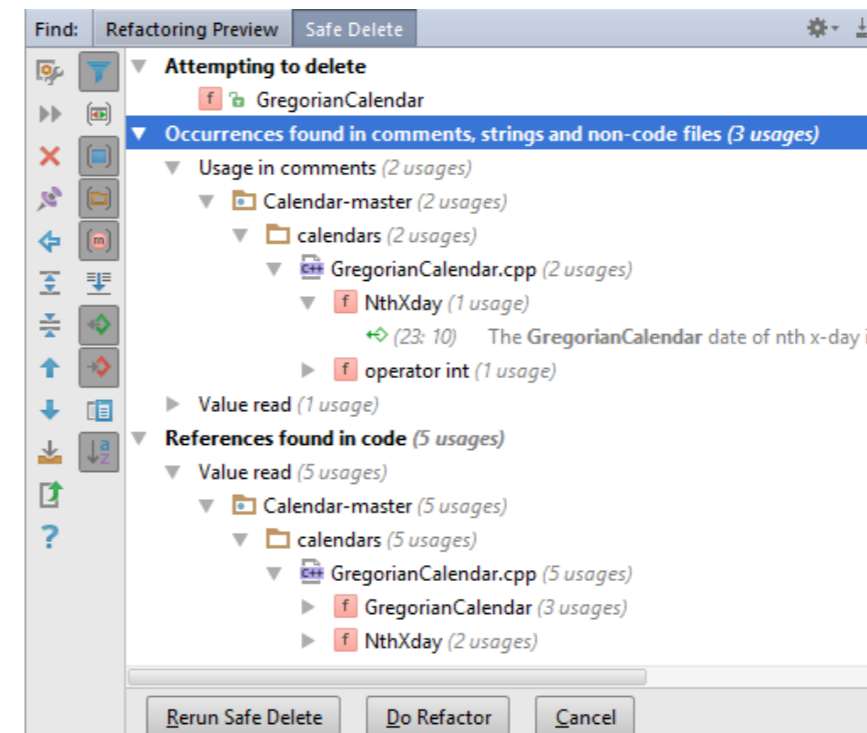 Find: Refactoring Preview Safe Delete
Attempting to delete
f GregorianCalendar
Occurrences found in comments, strings and non-code files (3 usages)
Usage in comments (2 usages)
Calendar-master (2 usages)
calendars (2 usages)
C++ GregorianCalendar.cpp (2 usages)
f NthXday (1 usage)
(23: 10) The GregorianCalendar date of nth x-day
f operator int (1 usage)
Value read (1 usage)
References found in code (5 usages)
Value read (5 usages)
Calendar-master (5 usages)
calendars (5 usages)
C++ GregorianCalendar.cpp (5 usages)
f GregorianCalendar (3 usages)
f NthXday (2 usages)
Rerun Safe Delete Do Refactor Cancel